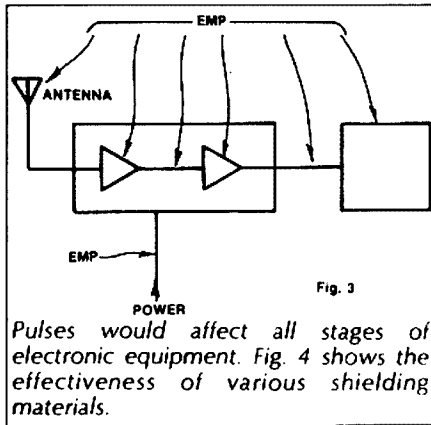 EMP
ANTENNA
EMP
Fig. 3
POWER
Pulses would affect all stages of
electronic equipment. Fig. 4 shows the
effectiveness of various shielding
materials.